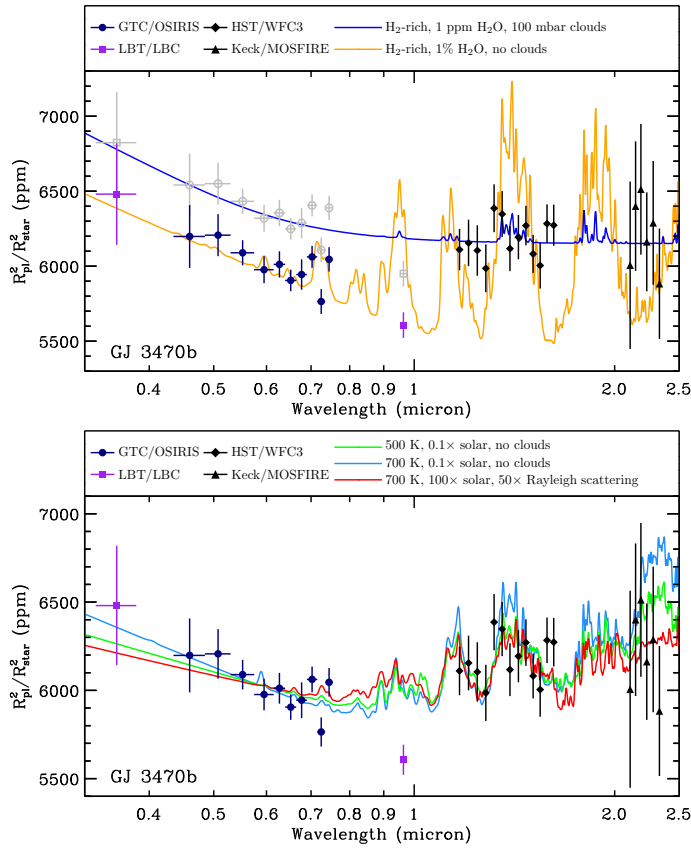 GTC/OSIRIS HST/WFC3 H₂-rich, 1 ppm H₂O, 100 mbar clouds
LBT/LBC Keck/MOSFIRE H₂-rich, 1% H₂O, no clouds
7000
6500
6000
5500
R²pl/R²star (ppm)
GJ 3470b
0.4 0.5 0.6 0.7 0.8 0.9 1 2.0 2.5
Wavelength (micron)
GTC/OSIRIS HST/WFC3 500 K, 0.1× solar, no clouds
700 K, 0.1× solar, no clouds
LBT/LBC Keck/MOSFIRE 700 K, 100× solar, 50× Rayleigh scattering
7000
6500
6000
5500
R²pl/R²star (ppm)
GJ 3470b
0.4 0.5 0.6 0.7 0.8 0.9 1 2.0 2.5
Wavelength (micron)